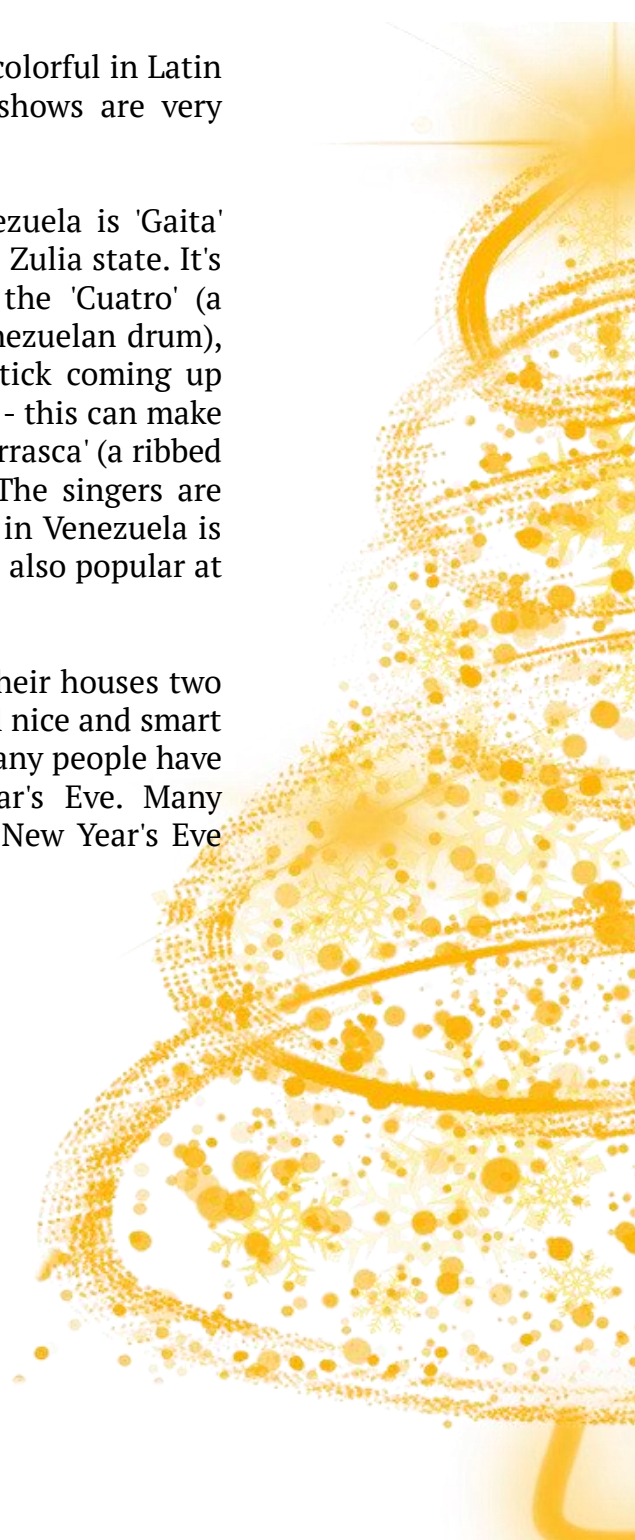 colorful in Latin
shows are very
ezuela is 'Gaita'
Zulia state. It's
the 'Cuatro' (a
nezuelan drum),
tick coming up
- this can make
rrasca' (a ribbed
The singers are
in Venezuela is
also popular at
heir houses two
nice and smart
any people have
ar's Eve. Many
New Year's Eve